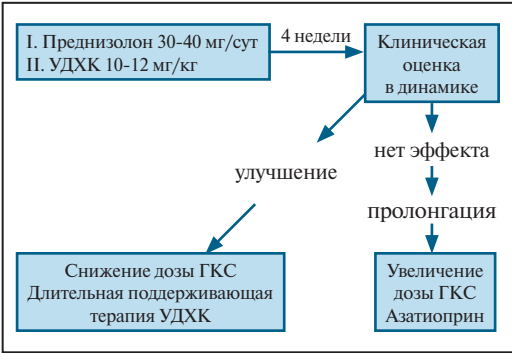 I. Преднизолон 30-40 мг/сут
II. УДХК 10-12 мг/кг
4 недели
Клиническая
оценка
в динамике
улучшение
нет эффекта
пролонгация
Снижение дозы ГКС
Длительная поддерживающая
терапия УДХК
Увеличение
дозы ГКС
Азатиоприн